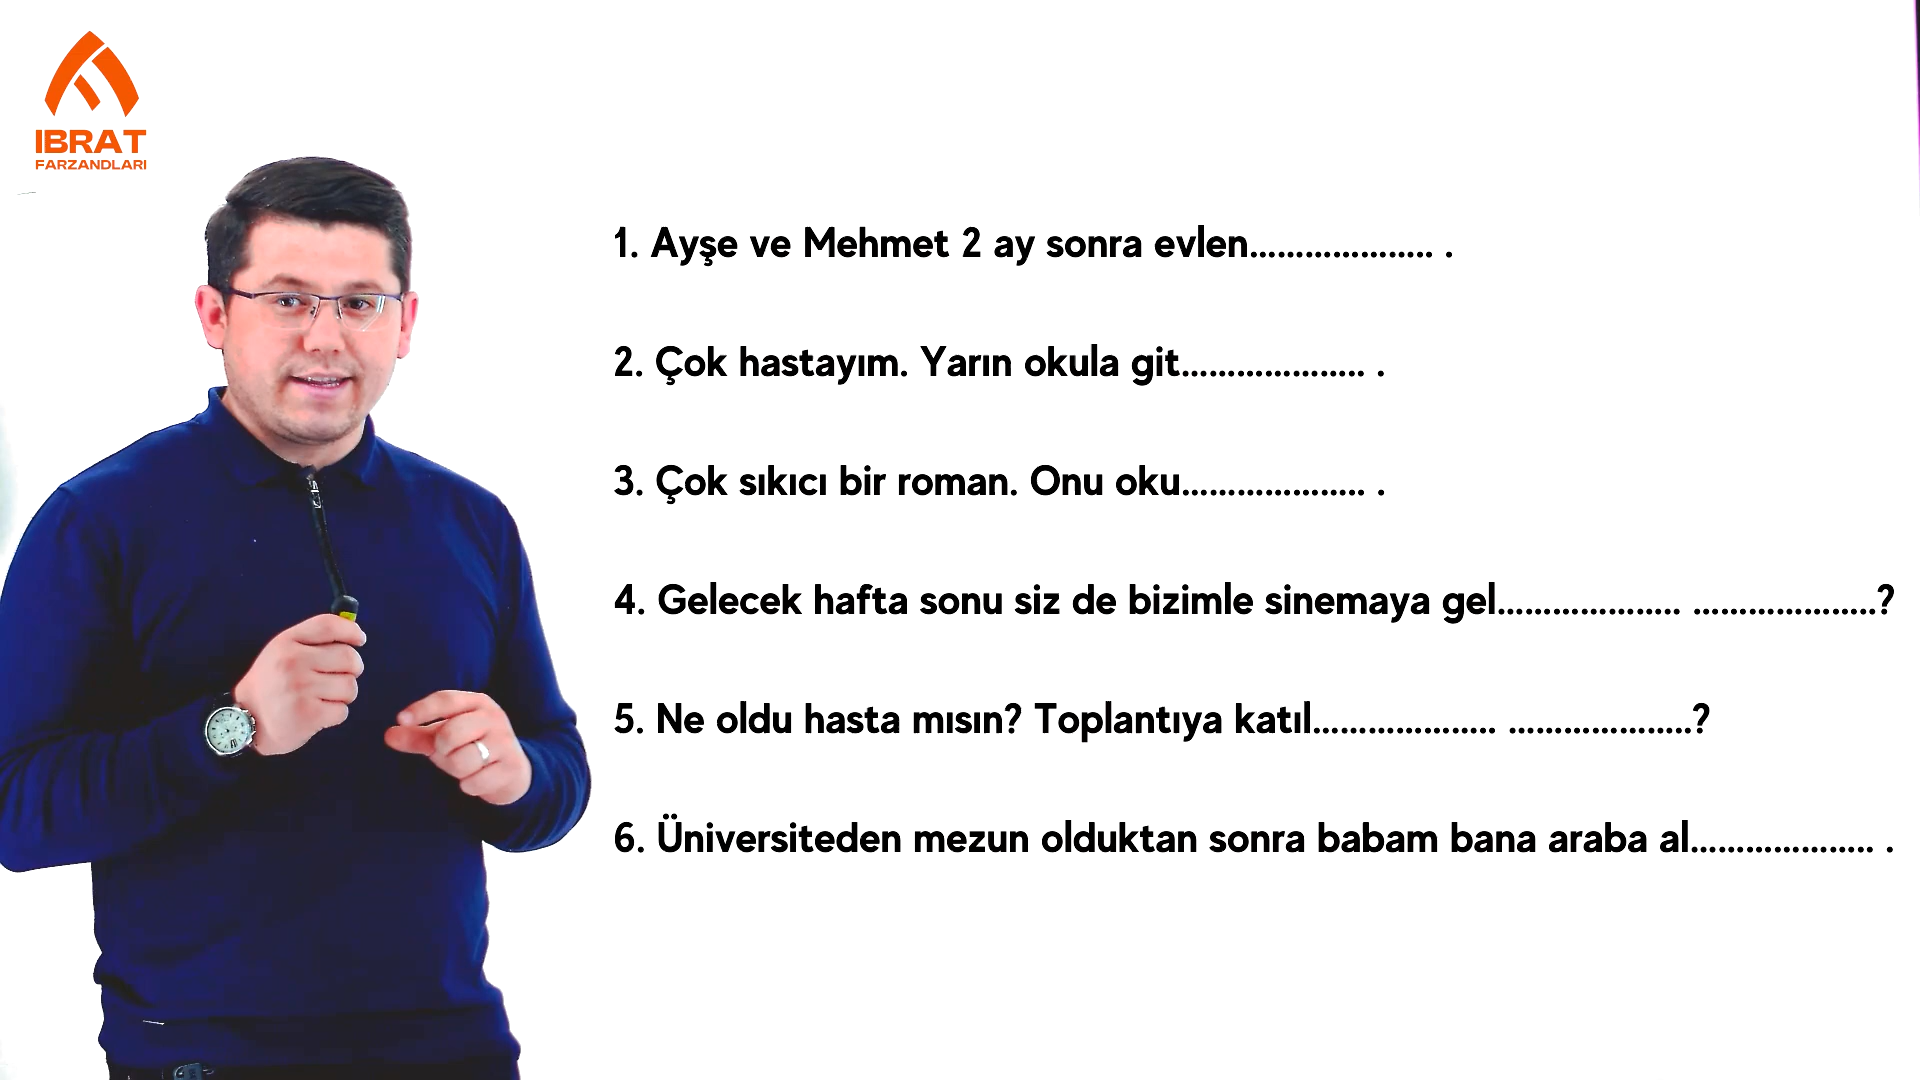 IBRAT
FARZANDLARI
1. Ayşe ve Mehmet 2 ay sonra evlen.................... .
2. Çok hastayım. Yarın okula git.................... .
3. Çok sıkıcı bir roman. Onu oku.................... .
4. Gelecek hafta sonu siz de bizimle sinemaya gel.................... ....................?
5. Ne oldu hasta mısın? Toplantıya katıl.................... ....................?
6. Üniversiteden mezun olduktan sonra babam bana araba al.................... .